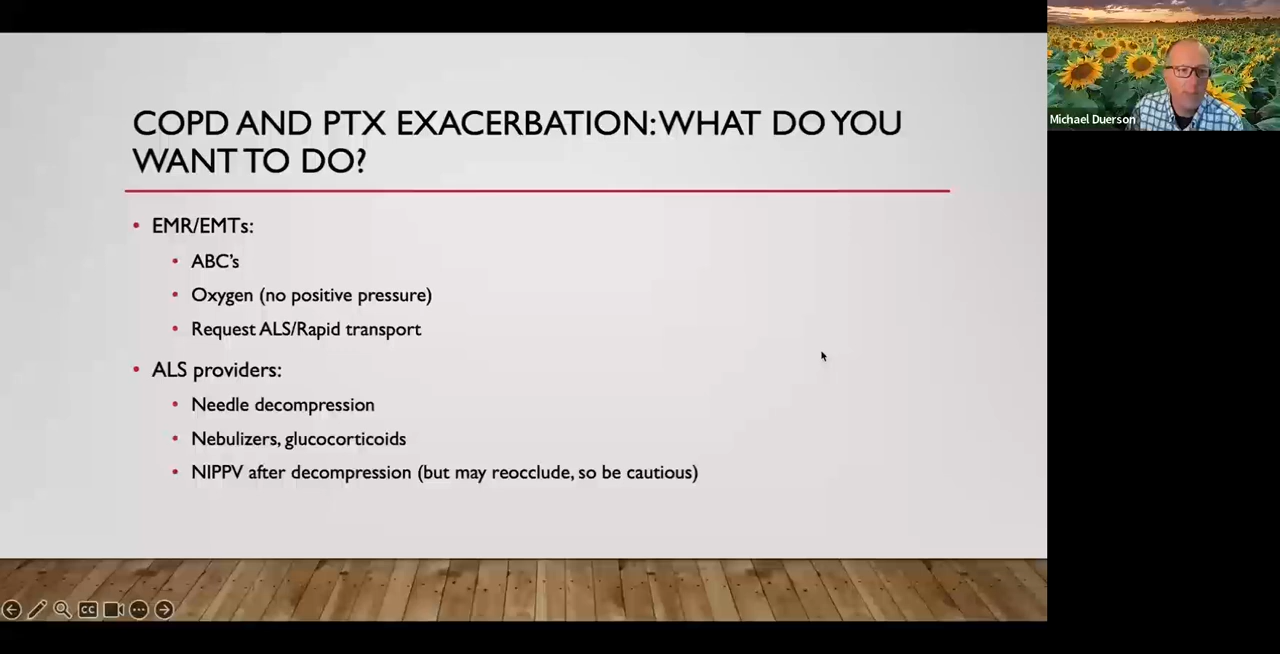 COPD AND PTX EXACERBATION: WHAT DO YOU
WANT TO DO?
• EMR/EMTs:
• ABC's
• Oxygen (no positive pressure)
• Request ALS/Rapid transport
• ALS providers:
• Needle decompression
• Nebulizers, glucocorticoids
• NIPPV after decompression (but may reocclude, so be cautious)
Michael Duerson
CC